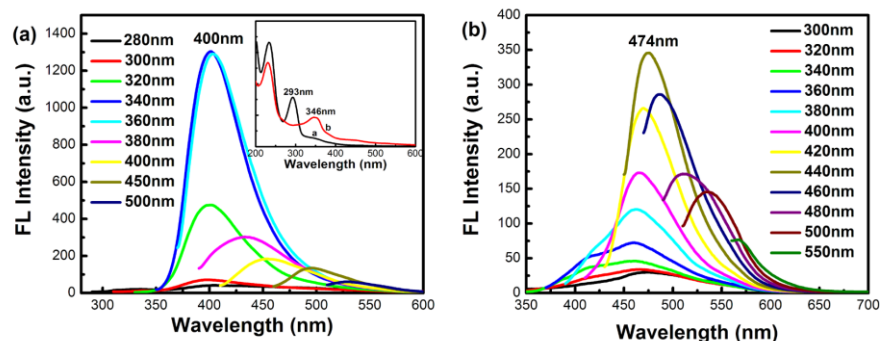 (a)
FL Intensity (a.u.)
1400
1200
1000
800
600
400
200
0
300 350 400 450 500 550 600
Wavelength (nm)
400nm
280nm
300nm
320nm
340nm
360nm
380nm
400nm
450nm
500nm
293nm
346nm
a
b
200 300 400 500 600
Wavelength (nm)
(b)
FL Intensity (a.u.)
400
350
300
250
200
150
100
50
0
350 400 450 500 550 600 650 700
Wavelength (nm)
474nm
300nm
320nm
340nm
360nm
380nm
400nm
420nm
440nm
460nm
480nm
500nm
550nm